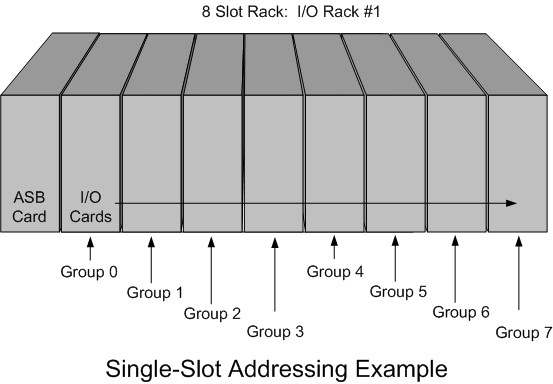 8 Slot Rack:  I/O Rack #1
ASB
Card
I/O
Cards
Group 0
Group 1
Group 2
Group 3
Group 4
Group 5
Group 6
Group 7
Single-Slot Addressing Example